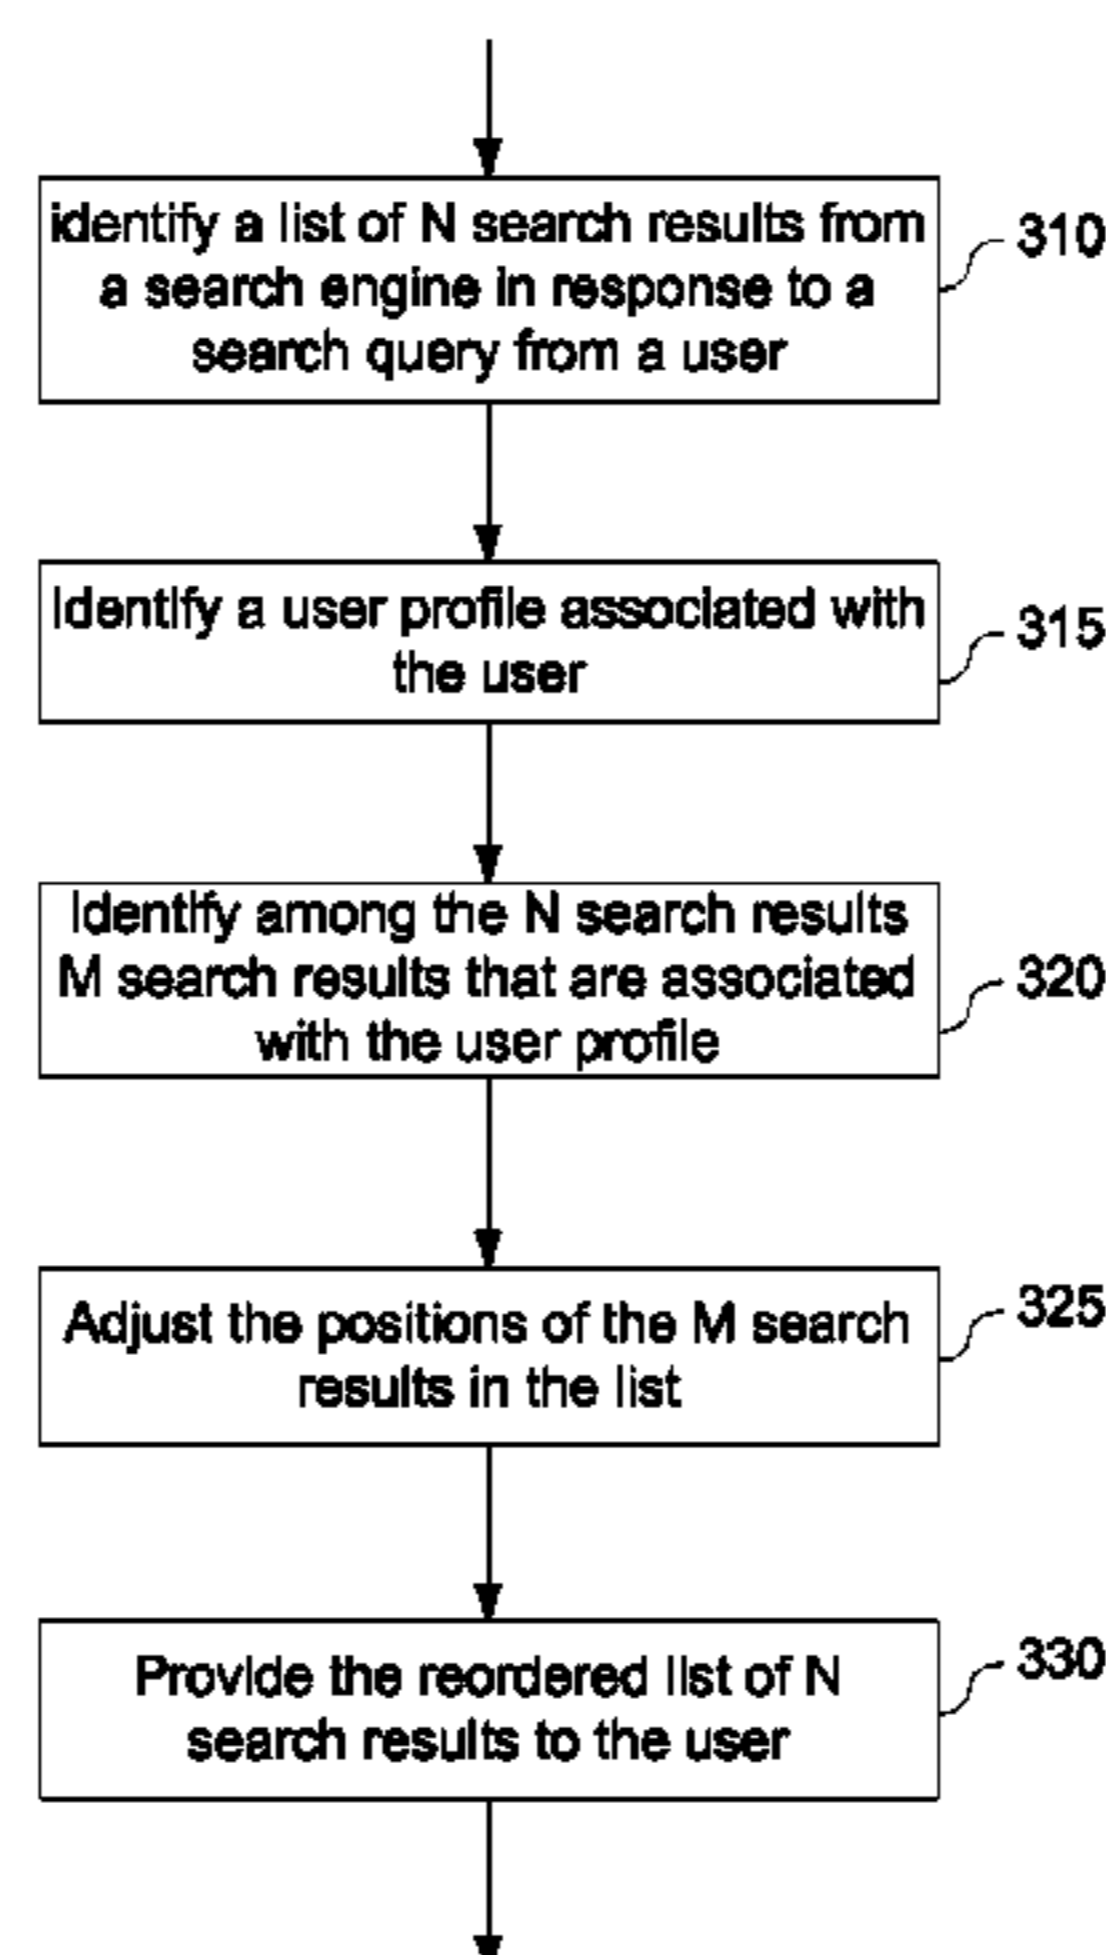 identify a list of N search results from
a search engine in response to a
search query from a user
310
Identify a user profile associated with
the user
315
Identify among the N search results
M search results that are associated
with the user profile
320
Adjust the positions of the M search
results in the list
325
Provide the reordered list of N
search results to the user
330